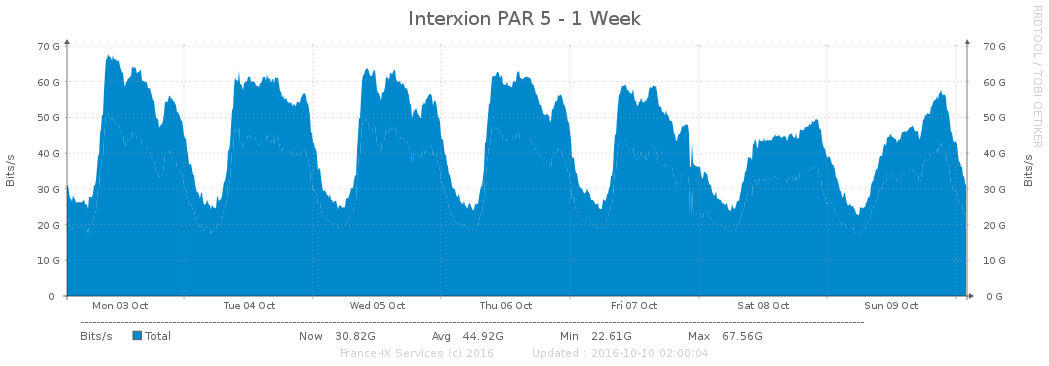 Interxion PAR 5 - 1 Week
RRDTOOL / TOBI OETIKER
Bits/s
70 G 70 G
60 G 60 G
50 G 50 G
40 G 40 G
30 G 30 G
20 G 20 G
10 G 10 G
0 0 G
Bits/s
Mon 03 Oct Tue 04 Oct Wed 05 Oct Thu 06 Oct Fri 07 Oct Sat 08 Oct Sun 09 Oct
Bits/s Total Now 30.82G Avg 44.92G Min 22.61G Max 67.56G
France-IX Services (c) 2016 Updated : 2016-10-10 02:00:04